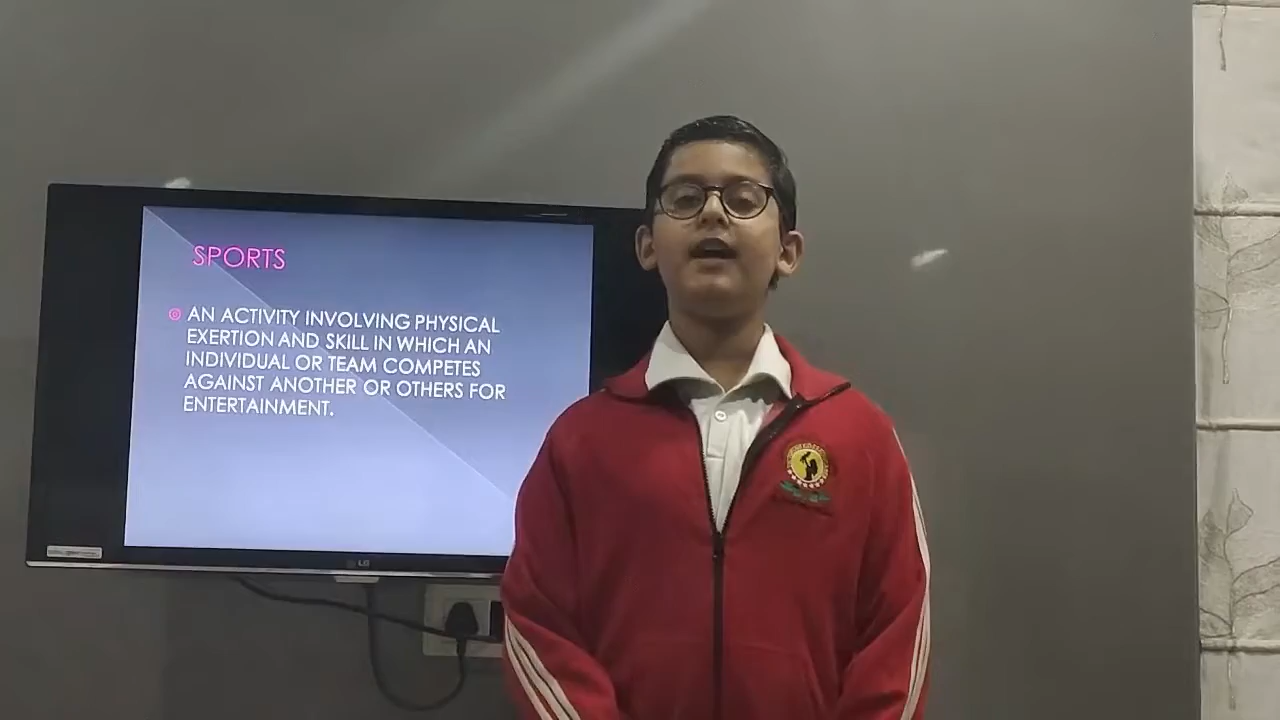 SPORTS
AN ACTIVITY INVOLVING PHYSICAL
EXERTION AND SKILL IN WHICH AN
INDIVIDUAL OR TEAM COMPETES
AGAINST ANOTHER OR OTHERS FOR
ENTERTAINMENT.
LG